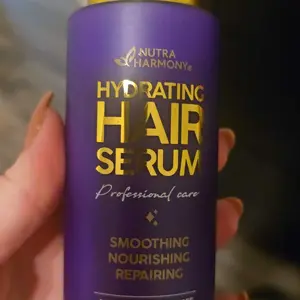 NUTRA
HARMONY®
HYDRATING
HAIR
SERUM
Professional care
SMOOTHING
NOURISHING
REPAIRING